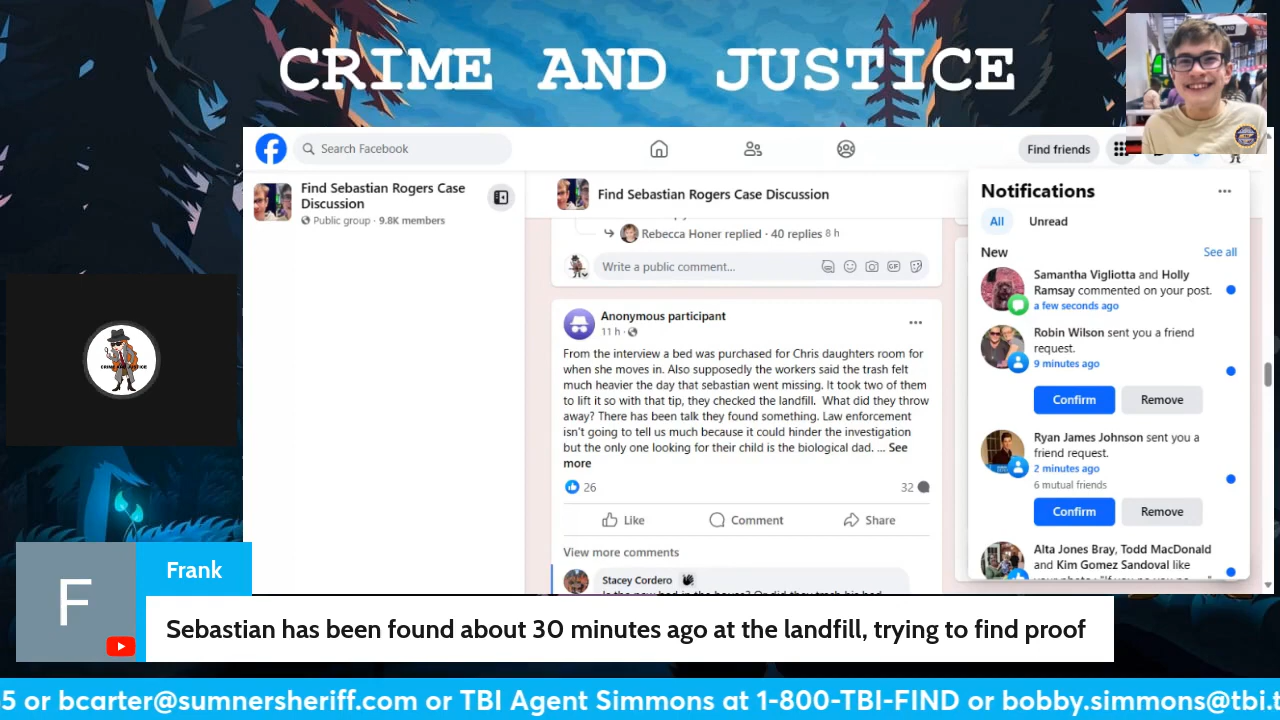 CRIME AND JUSTICE
Search Facebook
Find friends
Find Sebastian Rogers Case
Discussion
Public group · 9.8K members
Find Sebastian Rogers Case Discussion
Rebecca Honer replied · 40 replies 8 h
Write a public comment...
GIF
Anonymous participant
11 h ·
From the interview a bed was purchased for Chris daughters room for
when she moves in. Also supposedly the workers said the trash felt
much heavier the day that sebastian went missing. It took two of them
to lift it so with that tip, they checked the landfill. What did they throw
away? There has been talk they found something. Law enforcement
isn't going to tell us much because it could hinder the investigation
but the only one looking for their child is the biological dad. ... See
more
26
32
Like
Comment
Share
View more comments
Stacey Cordero
Notifications
All
Unread
New
See all
Samantha Vigliotta and Holly
Ramsay commented on your post.
a few seconds ago
Robin Wilson sent you a friend
request.
9 minutes ago
Confirm
Remove
Ryan James Johnson sent you a
friend request.
2 minutes ago
6 mutual friends
Confirm
Remove
Alta Jones Bray, Todd MacDonald
and Kim Gomez Sandoval like
CRIME AND JUSTICE
F
Frank
Sebastian has been found about 30 minutes ago at the landfill, trying to find proof
5 or bcarter@sumnersheriff.com or TBI Agent Simmons at 1-800-TBI-FIND or bobby.simmons@tbi.t